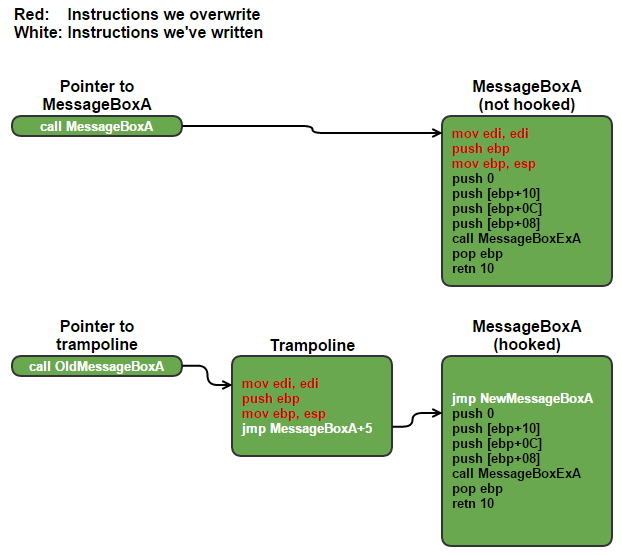 Red: Instructions we overwrite
White: Instructions we've written
Pointer to
MessageBoxA
call MessageBoxA
MessageBoxA
(not hooked)
mov edi, edi
push ebp
mov ebp, esp
push 0
push [ebp+10]
push [ebp+0C]
push [ebp+08]
call MessageBoxExA
pop ebp
retn 10
Pointer to
trampoline
call OldMessageBoxA
Trampoline
mov edi, edi
push ebp
mov ebp, esp
jmp MessageBoxA+5
MessageBoxA
(hooked)
jmp NewMessageBoxA
push 0
push [ebp+10]
push [ebp+0C]
push [ebp+08]
call MessageBoxExA
pop ebp
retn 10